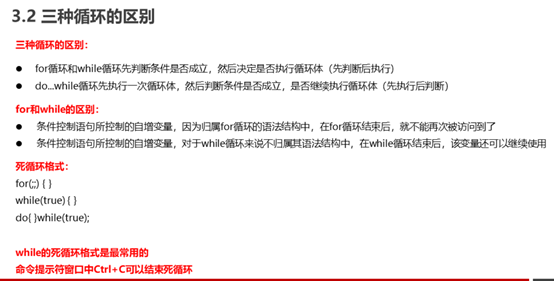 3.2 三种循环的区别
三种循环的区别：
● for循环和while循环先判断条件是否成立，然后决定是否执行循环体（先判断后执行）
● do...while循环先执行一次循环体，然后判断条件是否成立，是否继续执行循环体（先执行后判断）
for和while的区别：
● 条件控制语句所控制的自增变量，因为归属for循环的语法结构中，在for循环结束后，就不能再次被访问到了
● 条件控制语句所控制的自增变量，对于while循环来说不归属其语法结构中，在while循环结束后，该变量还可以继续使用
死循环格式：
for(;;) { }
while(true) { }
do{ }while(true);
while的死循环格式是最常用的
命令提示符窗口中Ctrl+C可以结束死循环